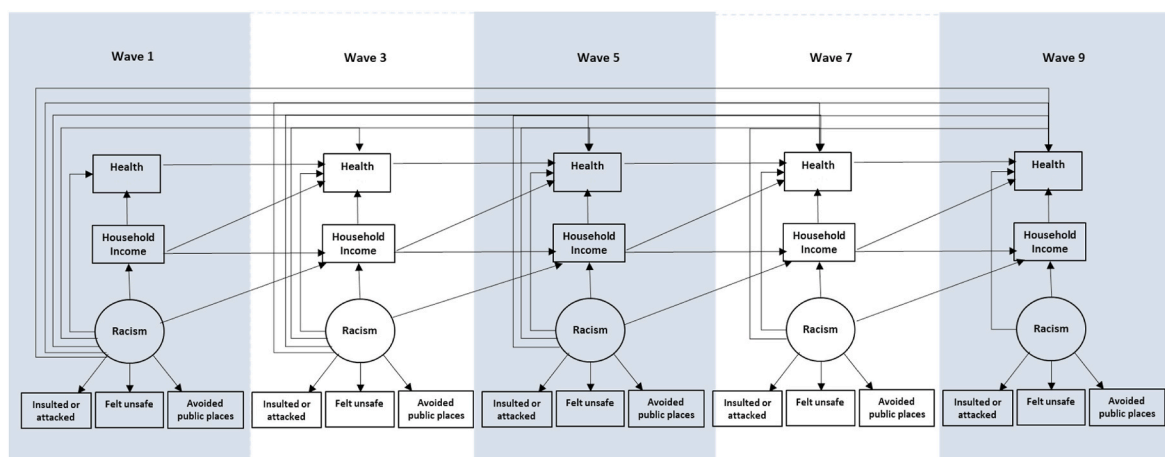 Wave 1
Wave 3
Wave 5
Wave 7
Wave 9
Health
Health
Health
Health
Health
Household
Income
Household
Income
Household
Income
Household
Income
Household
Income
Racism
Racism
Racism
Racism
Racism
Insulted or
attacked
Felt unsafe
Avoided
public places
Insulted or
attacked
Felt unsafe
Avoided
public places
Insulted or
attacked
Felt unsafe
Avoided
public places
Insulted or
attacked
Felt unsafe
Avoided
public places
Insulted or
attacked
Felt unsafe
Avoided
public places